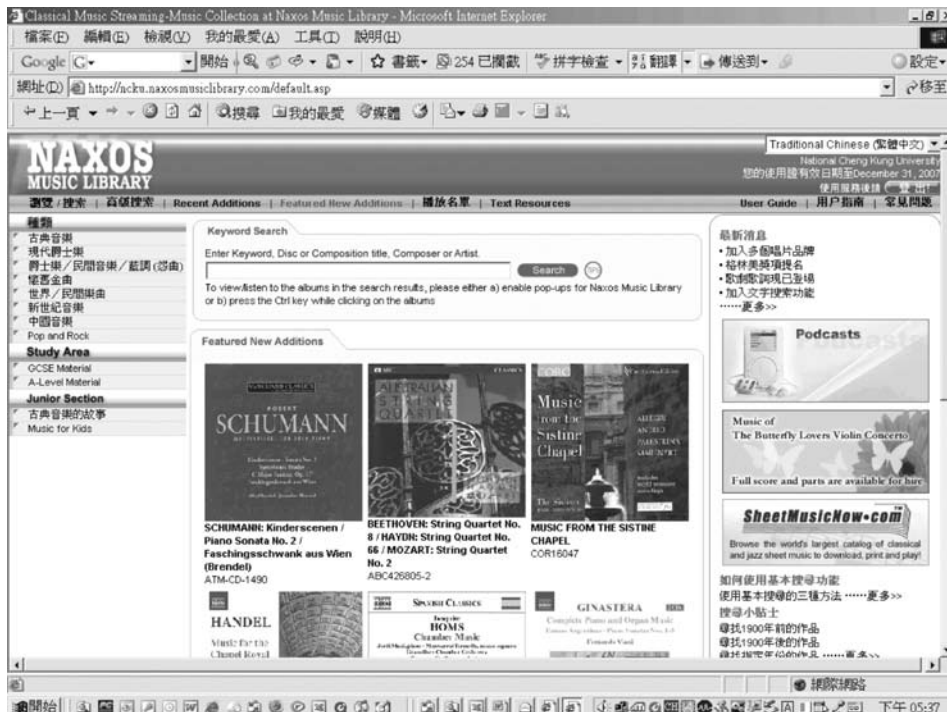 Classical Music Streaming-Music Collection at Naxos Music Library - Microsoft Internet Explorer
檔案(F) 編輯(E) 檢視(V) 我的最愛(A) 工具(T) 說明(H)
Google 開始 書籤 254 已攔截 拼字檢查 翻譯 傳送到 設定
網址(D) http://ncku.naxosmusiclibrary.com/default.asp 移至
上一頁 搜尋 我的最愛 媒體
NAXOS
MUSIC LIBRARY
Traditional Chinese (繁體中文)
National Cheng Kung University
您的使用證有效日期至December 31, 2007
使用服務後請 登出!
瀏覽/搜索 | 高級搜索 | Recent Additions | Featured New Additions | 播放名單 | Text Resources
User Guide | 用户指南 | 常見問題
種類
古典音樂
現代爵士樂
爵士樂/民間音樂/藍調(怨曲)
懷舊金曲
世界/民間樂曲
新世紀音樂
中國音樂
Pop and Rock
Study Area
GCSE Material
A-Level Material
Junior Section
古典音樂的故事
Music for Kids
Keyword Search
Enter Keyword, Disc or Composition title, Composer or Artist.
Search
To view/listen to the albums in the search results, please either a) enable pop-ups for Naxos Music Library
or b) press the Ctrl key while clicking on the albums
Featured New Additions
ROBERT
SCHUMANN
SCHUMANN: Kinderscenen /
Piano Sonata No. 2 /
Faschingsschwank aus Wien
(Brendel)
ATM-CD-1490
CLASSICS
AUSTRALIAN
STRING
QUARTET
BEETHOVEN: String Quartet No.
8 / HAYDN: String Quartet No.
66 / MOZART: String Quartet
No. 2
ABC426805-2
CORO
Music
from the
Sistine
Chapel
ALLEGRI
PALESTRINA
The Sixteen
MUSIC FROM THE SISTINE
CHAPEL
COR16047
HANDEL
Music for the
Chapel Royal
SPANISH CLASSICS
HOMS
Chamber Music
GINASTERA
Complete Piano and Organ Music
最新消息
• 加入多個唱片品牌
• 格林美獎項提名
• 歌劇歌詞現已登場
• 加入文字搜索功能
……更多>>
Podcasts
Music of
The Butterfly Lovers Violin Concerto
Full score and parts are available for hire
SheetMusicNow.com
Browse the world's largest catalog of classical
and jazz sheet music to download, print and play!
如何使用基本搜尋功能
使用基本搜尋的三種方法 ……更多>>
搜尋小貼士
尋找1900年前的作品
尋找1900年後的作品
尋找指定年份的作品 ……更多>>
網際網路
開始
下午 05:37